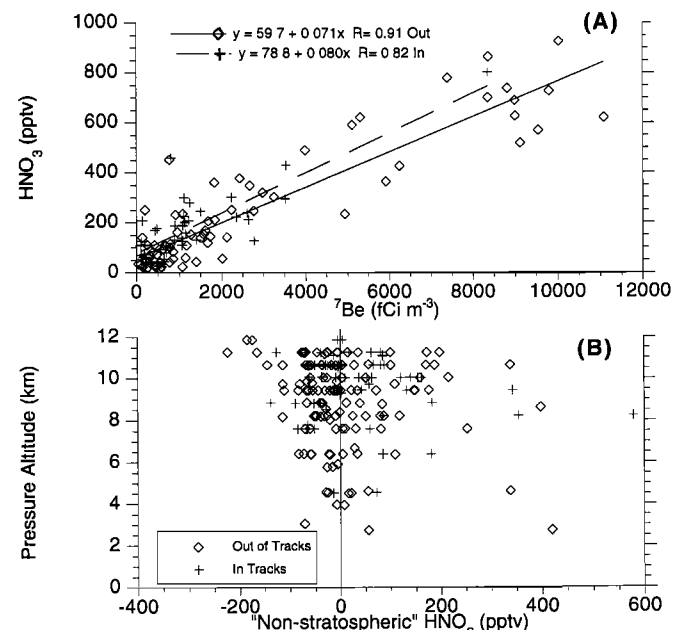 (A)
y = 59 7 + 0 071x R= 0.91 Out
y = 78 8 + 0 080x R= 0 82 In
HNO3 (pptv)
1000
800
600
400
200
0
0 2000 4000 6000 8000 10000 12000
7Be (fCi m-3)
(B)
Pressure Altitude (km)
12
10
8
6
4
2
0
Out of Tracks
In Tracks
-400 -200 0 200 400 600
"Non-stratospheric" HNO3 (pptv)